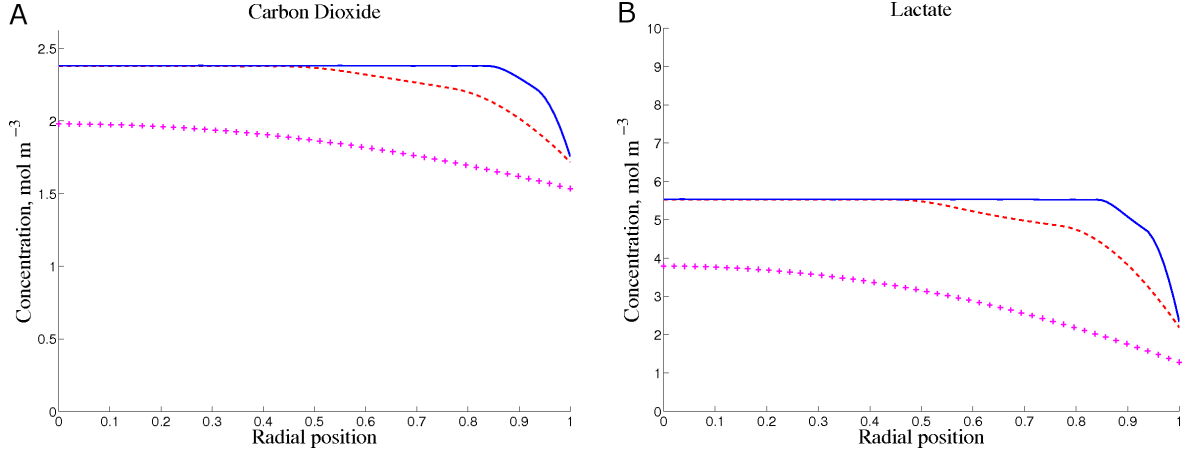 A
Carbon Dioxide
2.5
2
1.5
1
0.5
0
Concentration, mol m −3
0 0.1 0.2 0.3 0.4 0.5 0.6 0.7 0.8 0.9 1
Radial position
B
Lactate
10
9
8
7
6
5
4
3
2
1
0
Concentration, mol m −3
0 0.1 0.2 0.3 0.4 0.5 0.6 0.7 0.8 0.9 1
Radial position